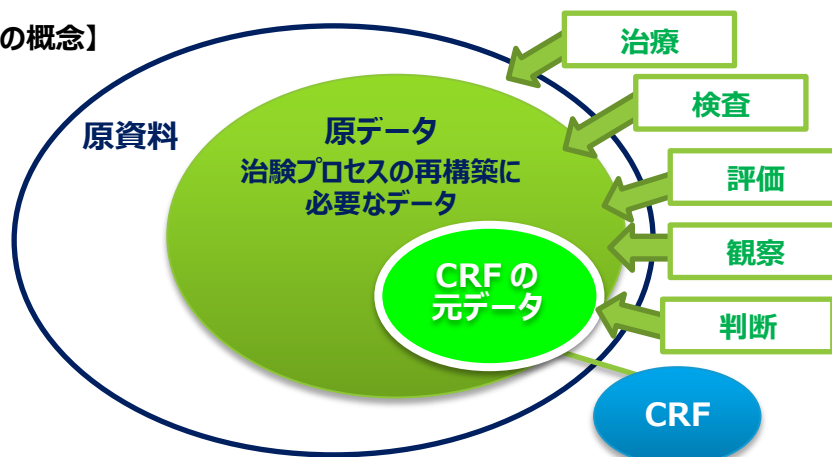 の概念】
治療
検査
原資料
原データ
治験プロセスの再構築に
必要なデータ
評価
観察
CRF の
元データ
判断
CRF